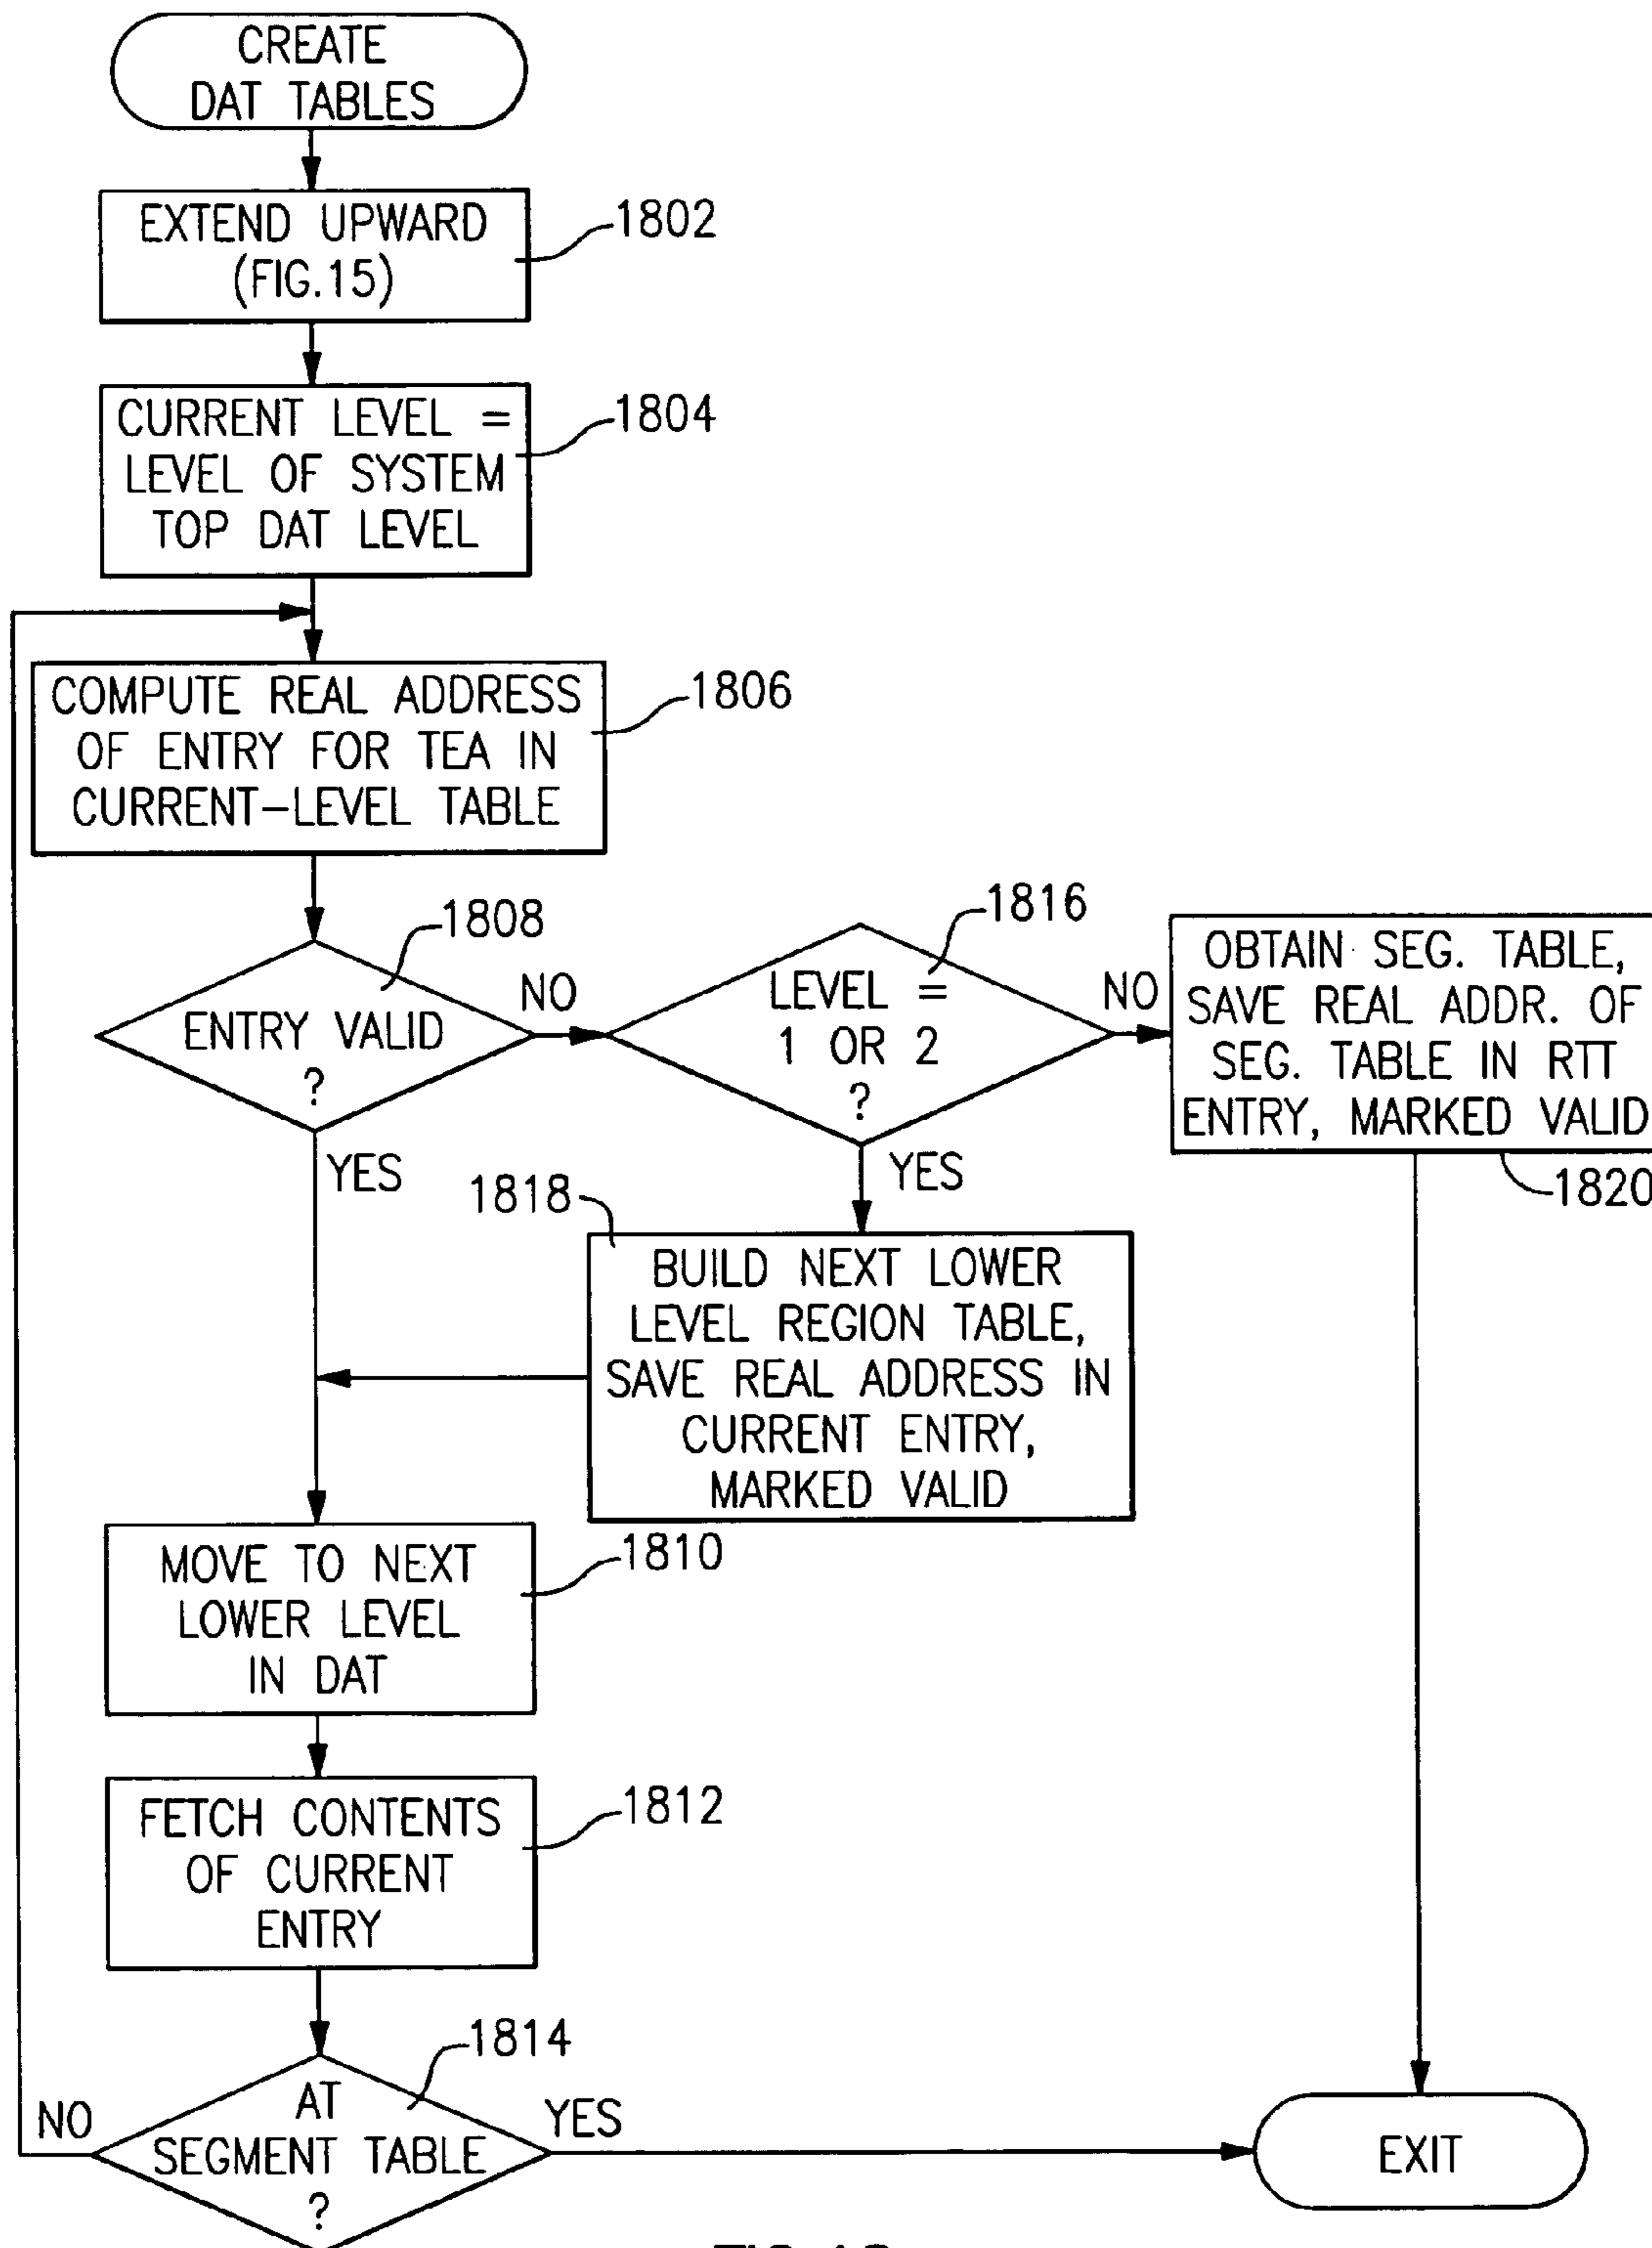 CREATE
DAT TABLES
EXTEND UPWARD
(FIG.15)
1802
CURRENT LEVEL =
LEVEL OF SYSTEM
TOP DAT LEVEL
1804
COMPUTE REAL ADDRESS
OF ENTRY FOR TEA IN
CURRENT-LEVEL TABLE
1806
ENTRY VALID
?
1808
NO
YES
LEVEL =
1 OR 2
?
1816
NO
YES
OBTAIN SEG. TABLE,
SAVE REAL ADDR. OF
SEG. TABLE IN RTT
ENTRY, MARKED VALID
1820
1818
BUILD NEXT LOWER
LEVEL REGION TABLE,
SAVE REAL ADDRESS IN
CURRENT ENTRY,
MARKED VALID
MOVE TO NEXT
LOWER LEVEL
IN DAT
1810
FETCH CONTENTS
OF CURRENT
ENTRY
1812
AT
SEGMENT TABLE
?
1814
NO
YES
EXIT